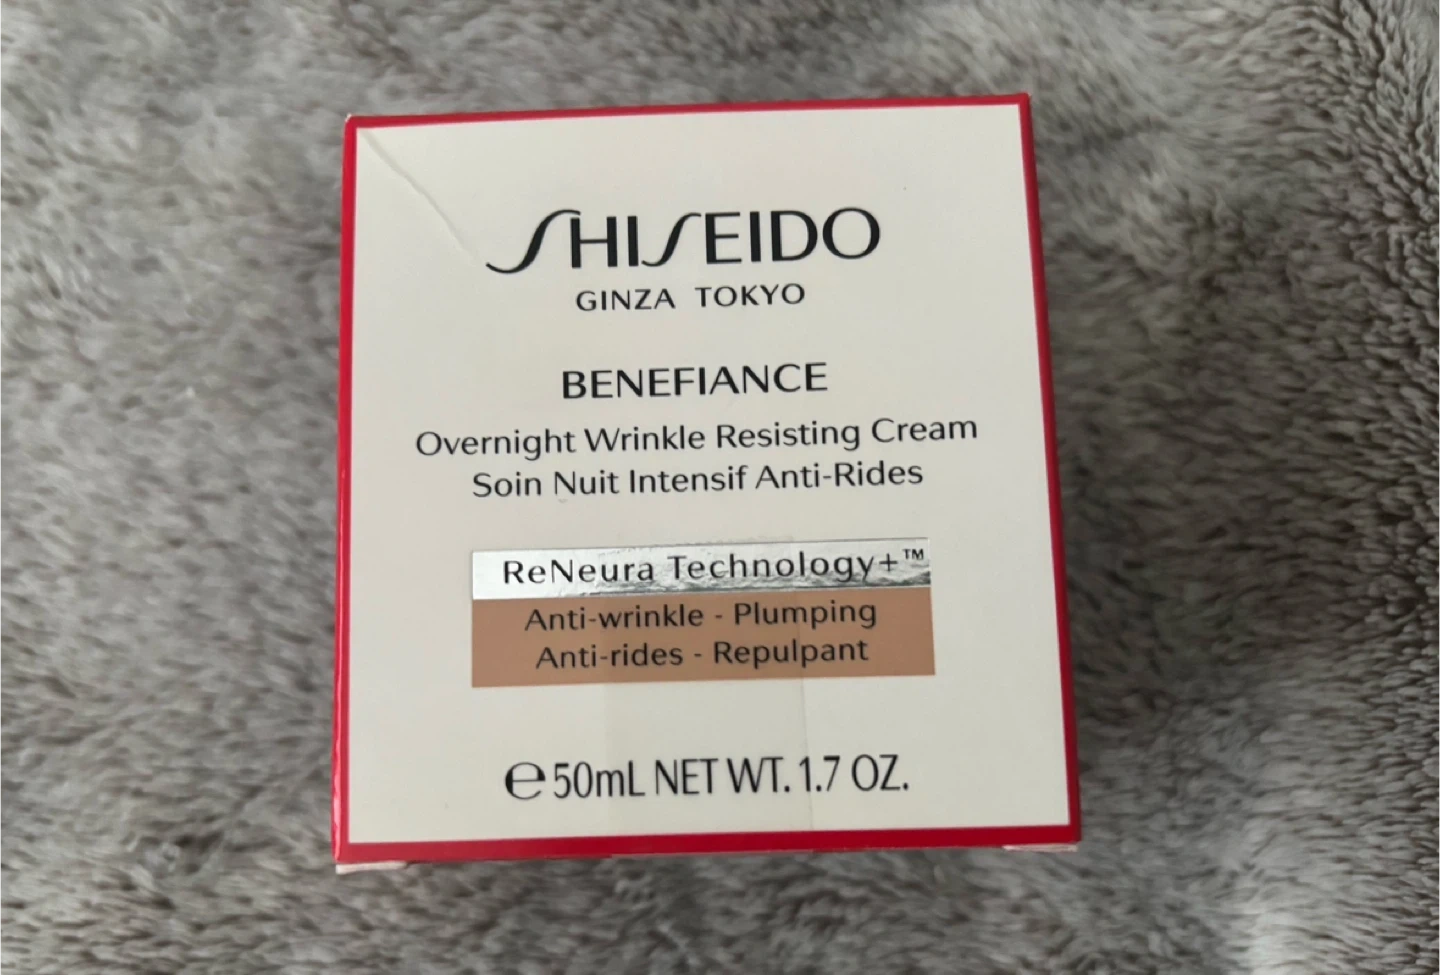 SHISEIDO
GINZA TOKYO
BENEFIANCE
Overnight Wrinkle Resisting Cream
Soin Nuit Intensif Anti-Rides
ReNeura Technology+™
Anti-wrinkle - Plumping
Anti-rides - Repulpant
℮ 50mL NET WT. 1.7 OZ.